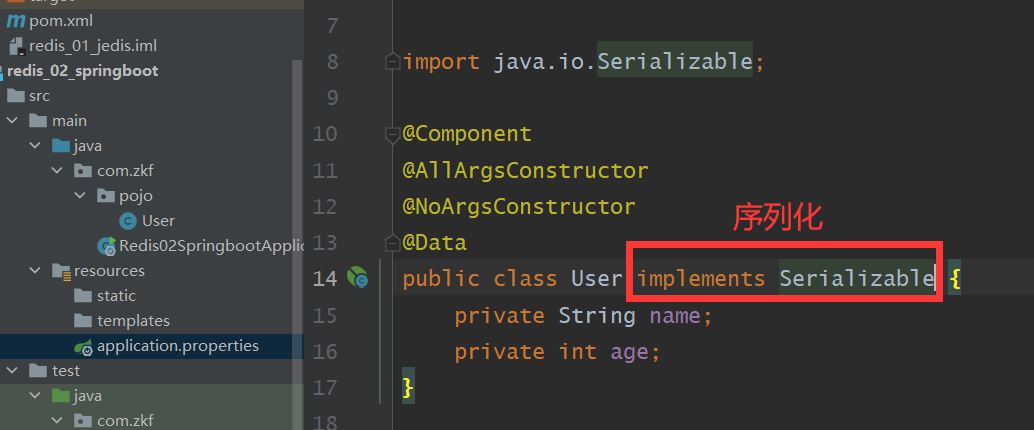 target
pom.xml
redis_01_jedis.iml
redis_02_springboot
src
main
java
com.zkf
pojo
User
Redis02SpringbootApplic
resources
static
templates
application.properties
test
java
com.zkf
7
8 import java.io.Serializable;
9
10 @Component
11 @AllArgsConstructor
12 @NoArgsConstructor
序列化
13 @Data
14 public class User implements Serializable {
15 private String name;
16 private int age;
17 }
18